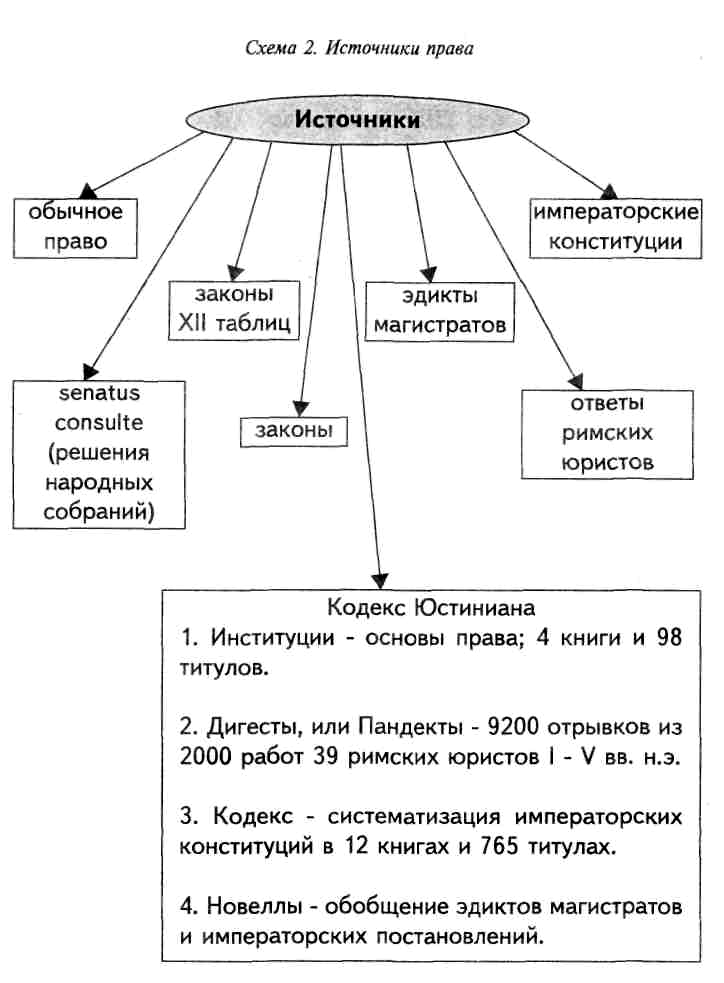 Схема 2. Источники права
Источники
обычное
право
императорские
конституции
законы
XII таблиц
эдикты
магистратов
senatus
consulte
(решения
народных
собраний)
законы
ответы
римских
юристов
Кодекс Юстиниана
1. Институции - основы права; 4 книги и 98
титулов.
2. Дигесты, или Пандекты - 9200 отрывков из
2000 работ 39 римских юристов I - V вв. н.э.
3. Кодекс - систематизация императорских
конституций в 12 книгах и 765 титулах.
4. Новеллы - обобщение эдиктов магистратов
и императорских постановлений.